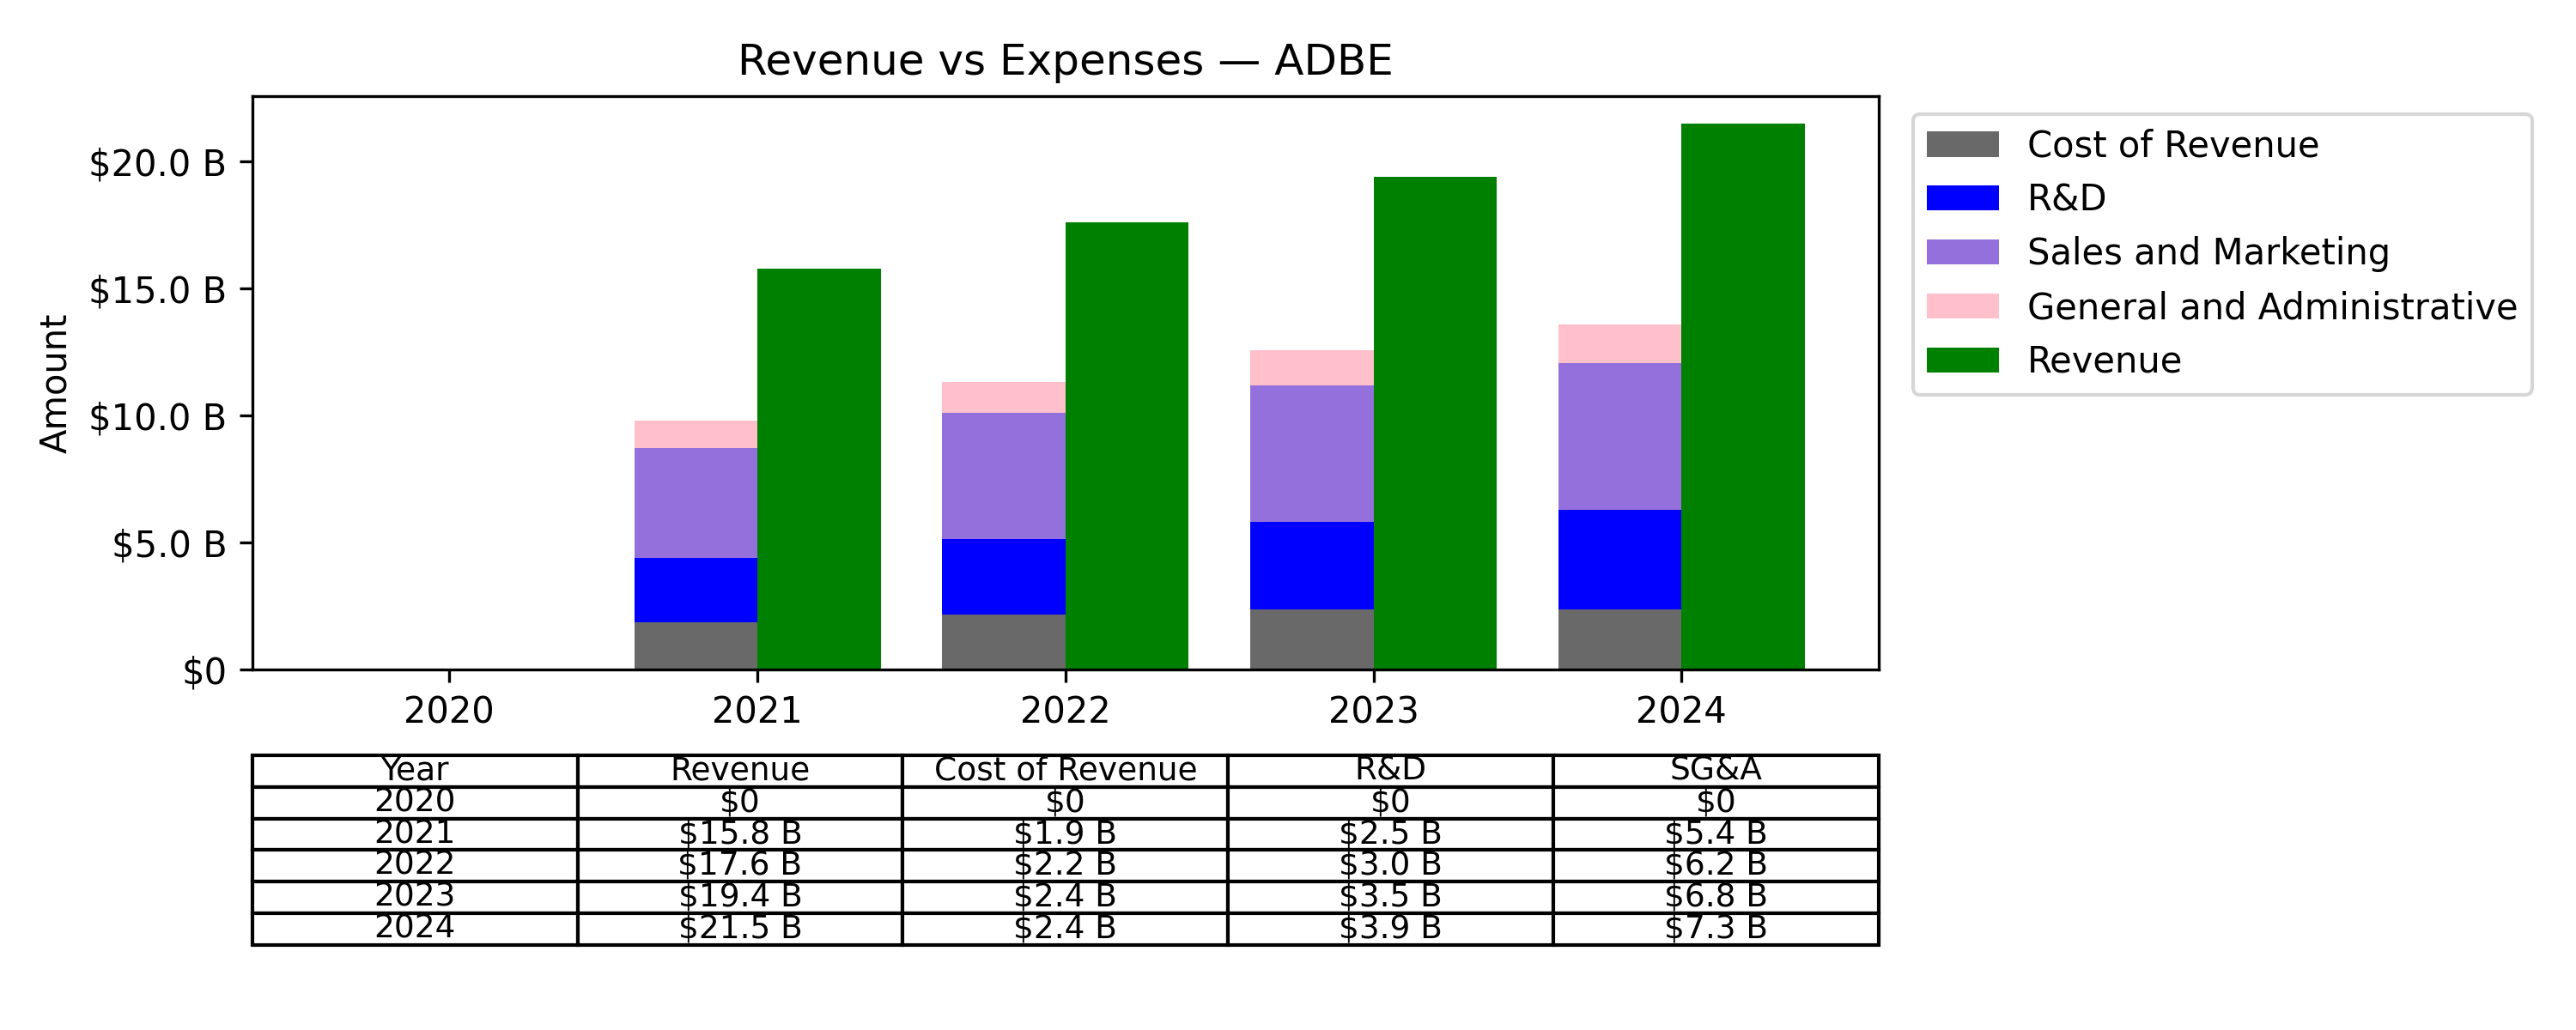 Revenue vs Expenses — ADBE
Amount
$20.0 B
$15.0 B
$10.0 B
$5.0 B
$0
2020 2021 2022 2023 2024
Cost of Revenue
R&D
Sales and Marketing
General and Administrative
Revenue
Year Revenue Cost of Revenue R&D SG&A
2020 $0 $0 $0 $0
2021 $15.8 B $1.9 B $2.5 B $5.4 B
2022 $17.6 B $2.2 B $3.0 B $6.2 B
2023 $19.4 B $2.4 B $3.5 B $6.8 B
2024 $21.5 B $2.4 B $3.9 B $7.3 B